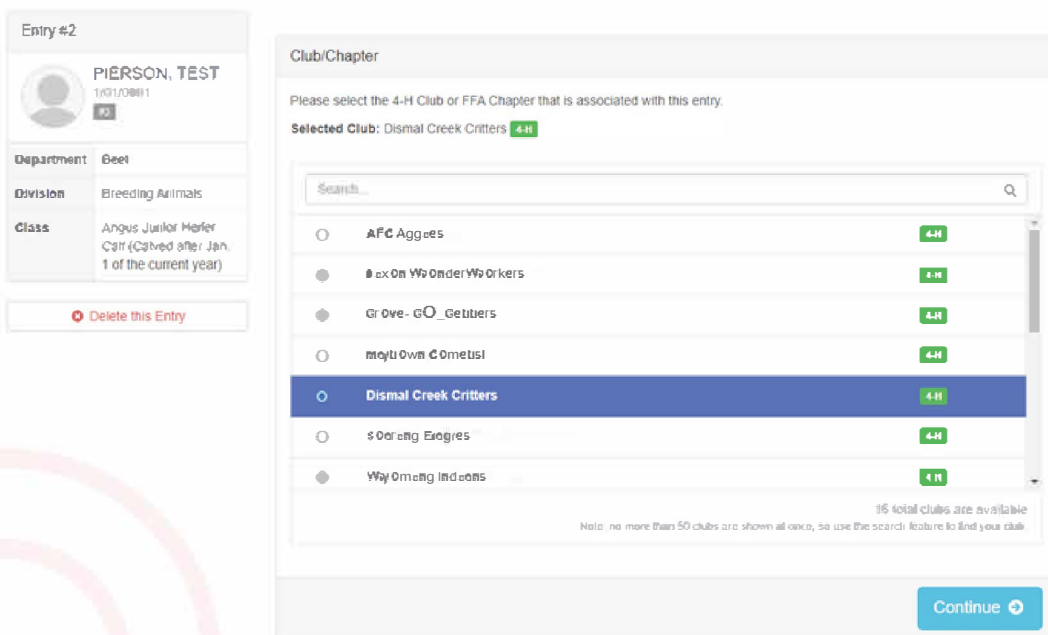 Entry #2
PIERSON, TEST
#2
Department Beef
Division Breeding Animals
Class Angus Junior Heifer
Calf (Calved after Jan.
1 of the current year)
Delete this Entry
Club/Chapter
Please select the 4-H Club or FFA Chapter that is associated with this entry.
Selected Club: Dismal Creek Critters 4-H
Search...
4-H
4-H
4-H
4-H
Dismal Creek Critters 4-H
4-H
4-H
16 total clubs are available
Note: no more than 50 clubs are shown at once, so use the search feature to find your club
Continue